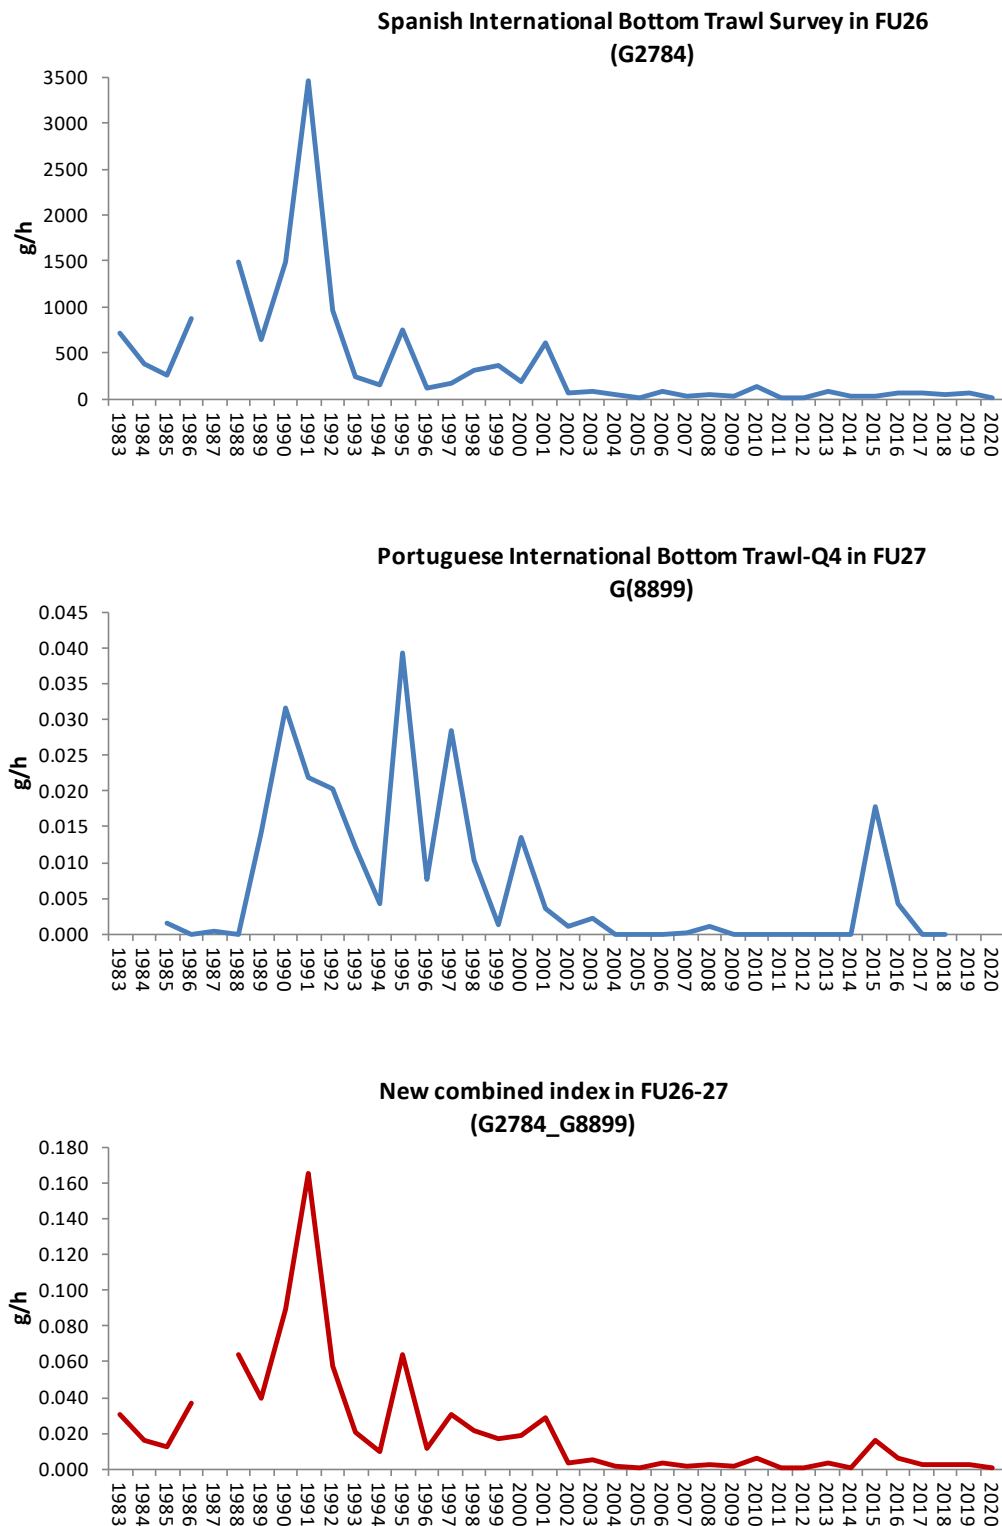 Spanish International Bottom Trawl Survey in FU26
(G2784)
3500
3000
2500
2000
1500
1000
500
0
g/h
1983 1984 1985 1986 1987 1988 1989 1990 1991 1992 1993 1994 1995 1996 1997 1998 1999 2000 2001 2002 2003 2004 2005 2006 2007 2008 2009 2010 2011 2012 2013 2014 2015 2016 2017 2018 2019 2020
Portuguese International Bottom Trawl-Q4 in FU27
G(8899)
0.045
0.040
0.035
0.030
0.025
0.020
0.015
0.010
0.005
0.000
g/h
1983 1984 1985 1986 1987 1988 1989 1990 1991 1992 1993 1994 1995 1996 1997 1998 1999 2000 2001 2002 2003 2004 2005 2006 2007 2008 2009 2010 2011 2012 2013 2014 2015 2016 2017 2018 2019 2020
New combined index in FU26-27
(G2784_G8899)
0.180
0.160
0.140
0.120
0.100
0.080
0.060
0.040
0.020
0.000
g/h
1983 1984 1985 1986 1987 1988 1989 1990 1991 1992 1993 1994 1995 1996 1997 1998 1999 2000 2001 2002 2003 2004 2005 2006 2007 2008 2009 2010 2011 2012 2013 2014 2015 2016 2017 2018 2019 2020